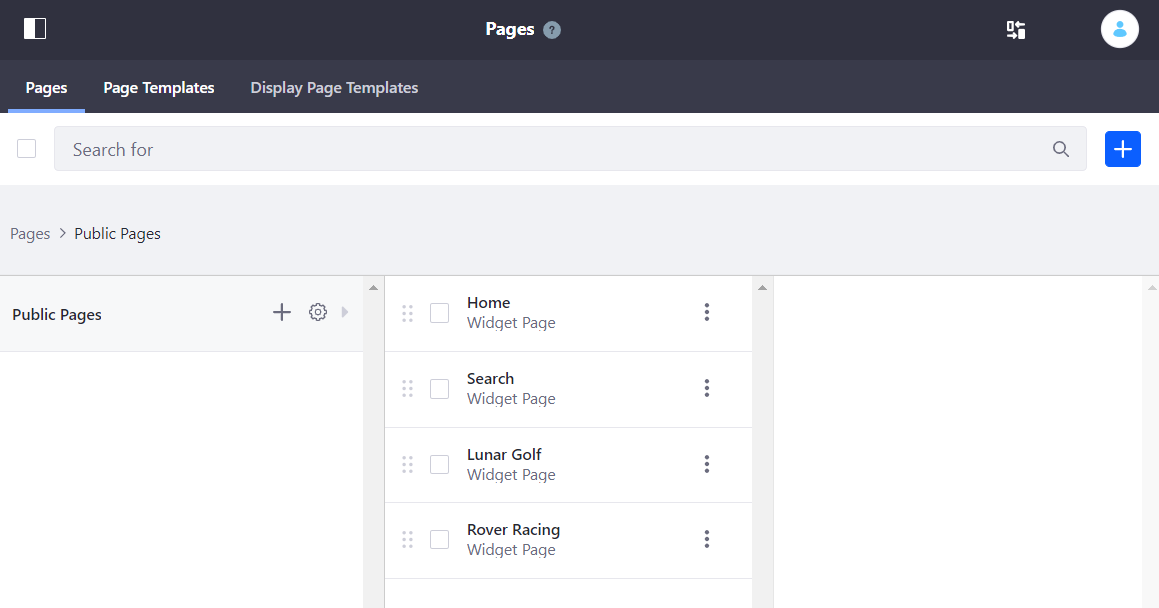 Pages ?
Pages Page Templates Display Page Templates
Search for
Pages > Public Pages
Public Pages
Home
Widget Page
Search
Widget Page
Lunar Golf
Widget Page
Rover Racing
Widget Page